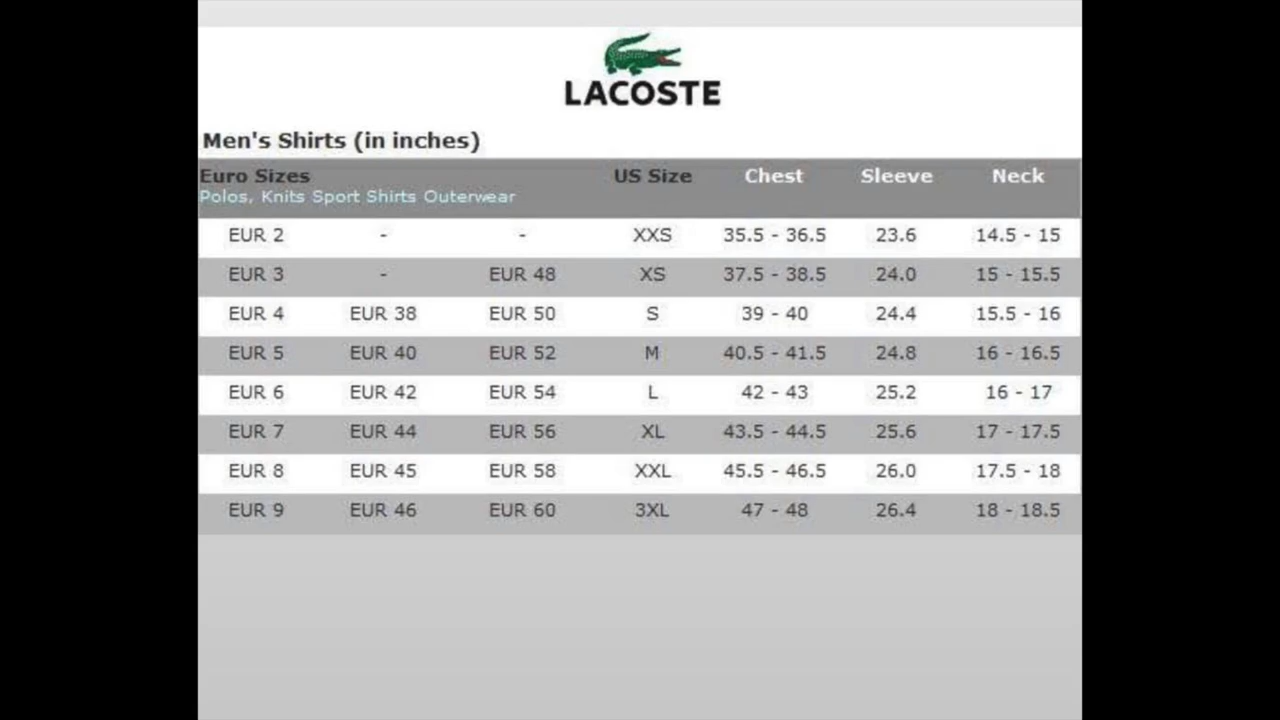 LACOSTE
Men's Shirts (in inches)
Euro Sizes US Size Chest Sleeve Neck
Polos, Knits Sport Shirts Outerwear
EUR 2 - - XXS 35.5 - 36.5 23.6 14.5 - 15
EUR 3 - EUR 48 XS 37.5 - 38.5 24.0 15 - 15.5
EUR 4 EUR 38 EUR 50 S 39 - 40 24.4 15.5 - 16
EUR 5 EUR 40 EUR 52 M 40.5 - 41.5 24.8 16 - 16.5
EUR 6 EUR 42 EUR 54 L 42 - 43 25.2 16 - 17
EUR 7 EUR 44 EUR 56 XL 43.5 - 44.5 25.6 17 - 17.5
EUR 8 EUR 45 EUR 58 XXL 45.5 - 46.5 26.0 17.5 - 18
EUR 9 EUR 46 EUR 60 3XL 47 - 48 26.4 18 - 18.5